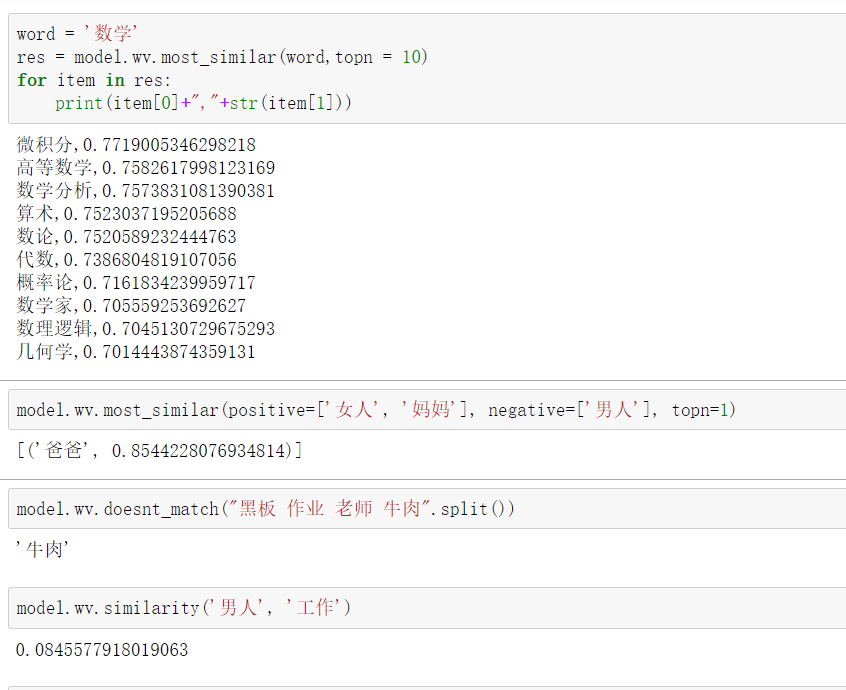 word = '数学'
res = model.wv.most_similar(word,topn = 10)
for item in res:
    print(item[0]+","+str(item[1]))
微积分,0.7719005346298218
高等数学,0.7582617998123169
数学分析,0.7573831081390381
算术,0.7523037195205688
数论,0.7520589232444763
代数,0.7386804819107056
概率论,0.7161834239959717
数学家,0.705559253692627
数理逻辑,0.7045130729675293
几何学,0.7014443874359131
model.wv.most_similar(positive=['女人', '妈妈'], negative=['男人'], topn=1)
[('爸爸', 0.8544228076934814)]
model.wv.doesnt_match("黑板 作业 老师 牛肉".split())
'牛肉'
model.wv.similarity('男人', '工作')
0.0845577918019063